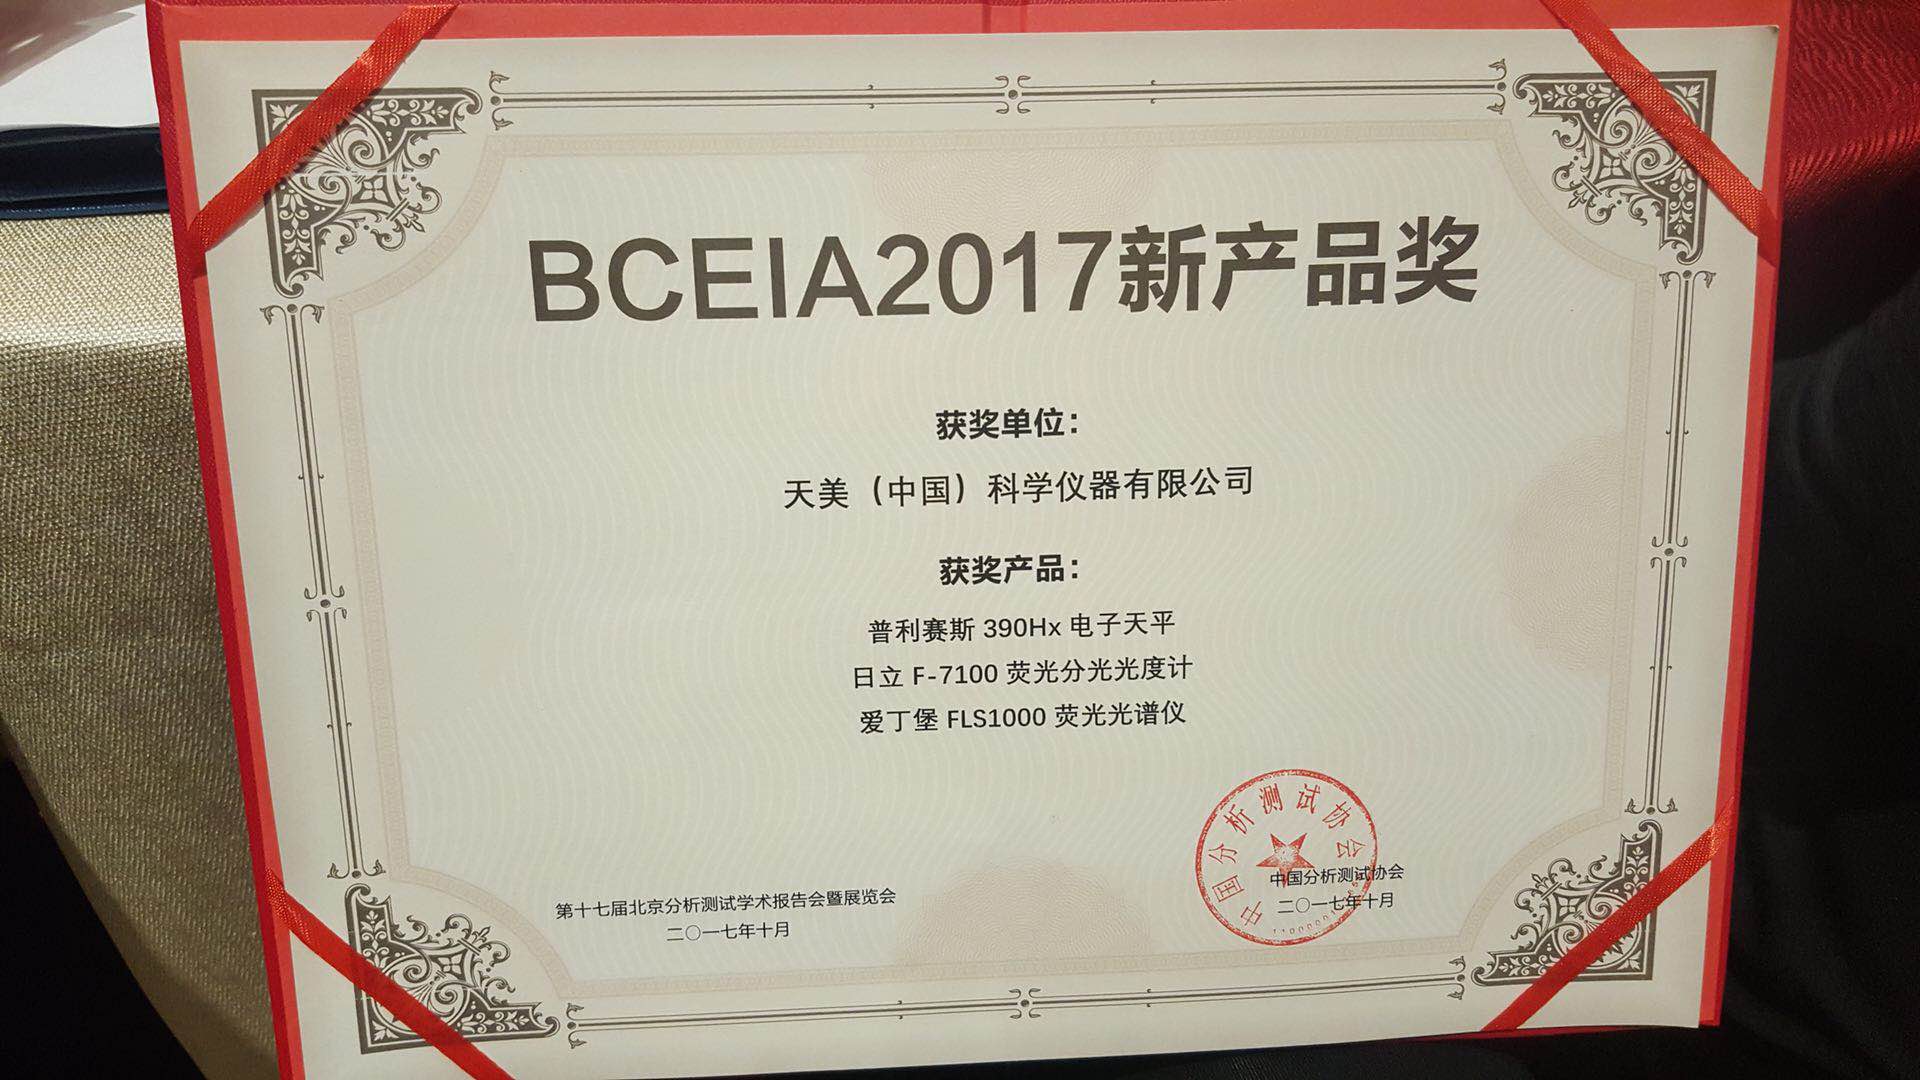 BCEIA2017新产品奖
获奖单位：
天美（中国）科学仪器有限公司
获奖产品：
普利赛斯 390Hx 电子天平
日立 F-7100 荧光分光光度计
爱丁堡 FLS1000 荧光光谱仪
第十七届北京分析测试学术报告会暨展览会
二〇一七年十月
中国分析测试协会
中国分析测试协会
二〇一七年十月